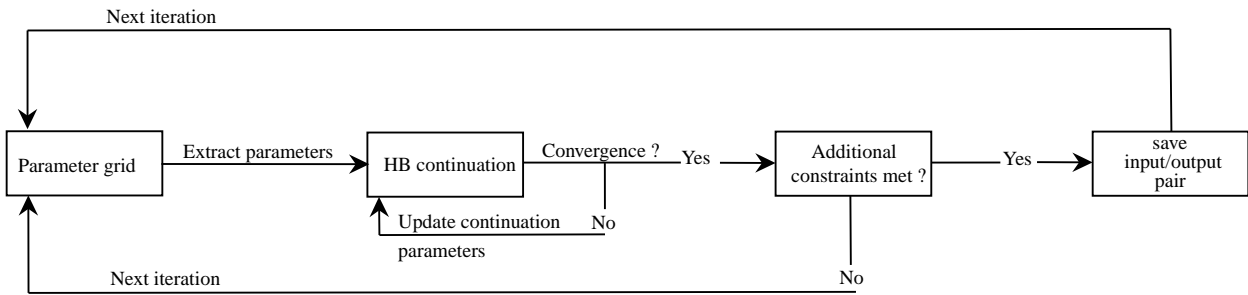 Next iteration
Parameter grid
Extract parameters
HB continuation
Convergence ?
Yes
Additional
constraints met ?
Yes
save
input/output
pair
No
Update continuation
parameters
No
Next iteration